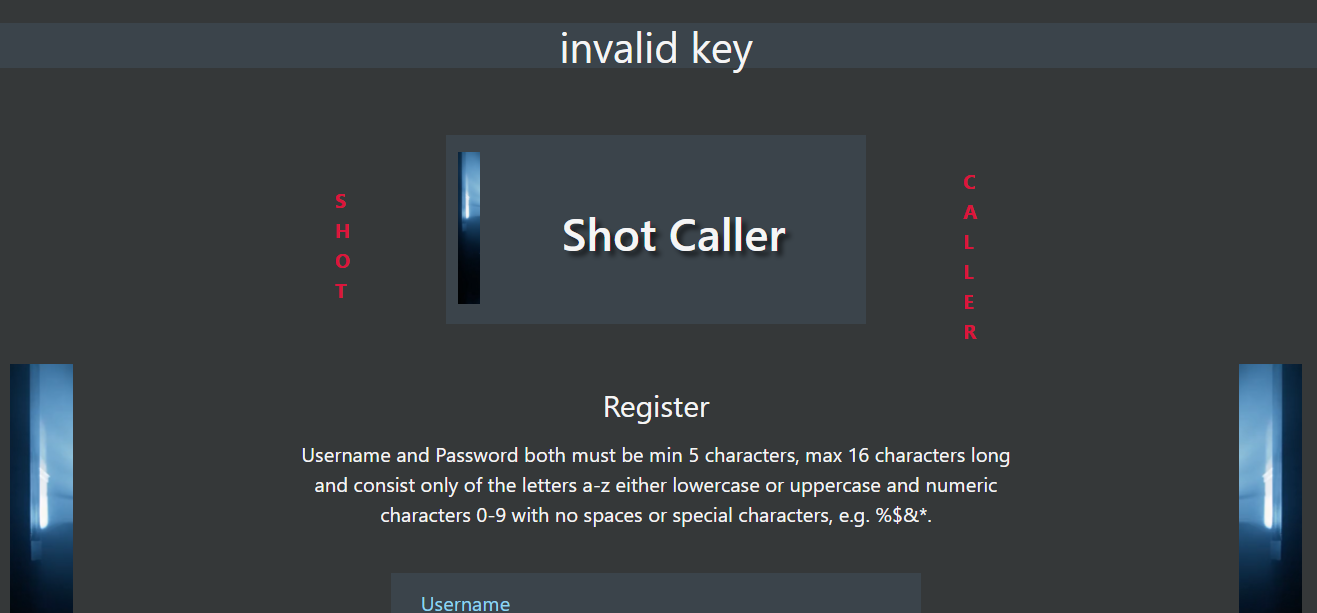 invalid key
Shot Caller
S
H
O
T
C
A
L
L
E
R
Register
Username and Password both must be min 5 characters, max 16 characters long
and consist only of the letters a-z either lowercase or uppercase and numeric
characters 0-9 with no spaces or special characters, e.g. %$&*.
Username